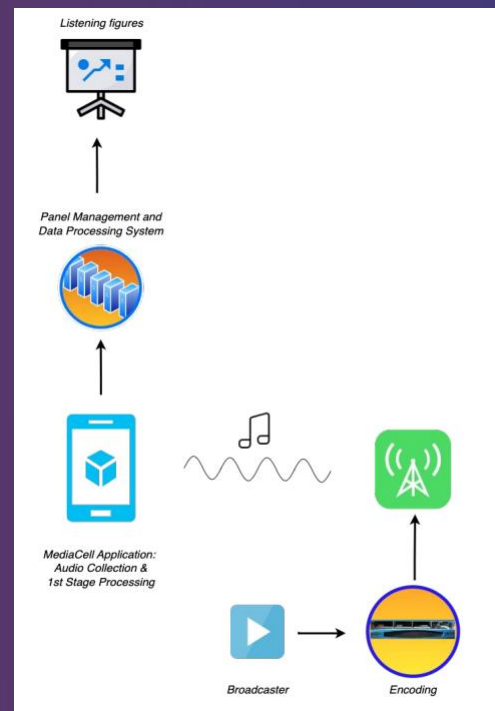 Listening figures
Panel Management and
Data Processing System
MediaCell Application:
Audio Collection &
1st Stage Processing
Broadcaster
Encoding